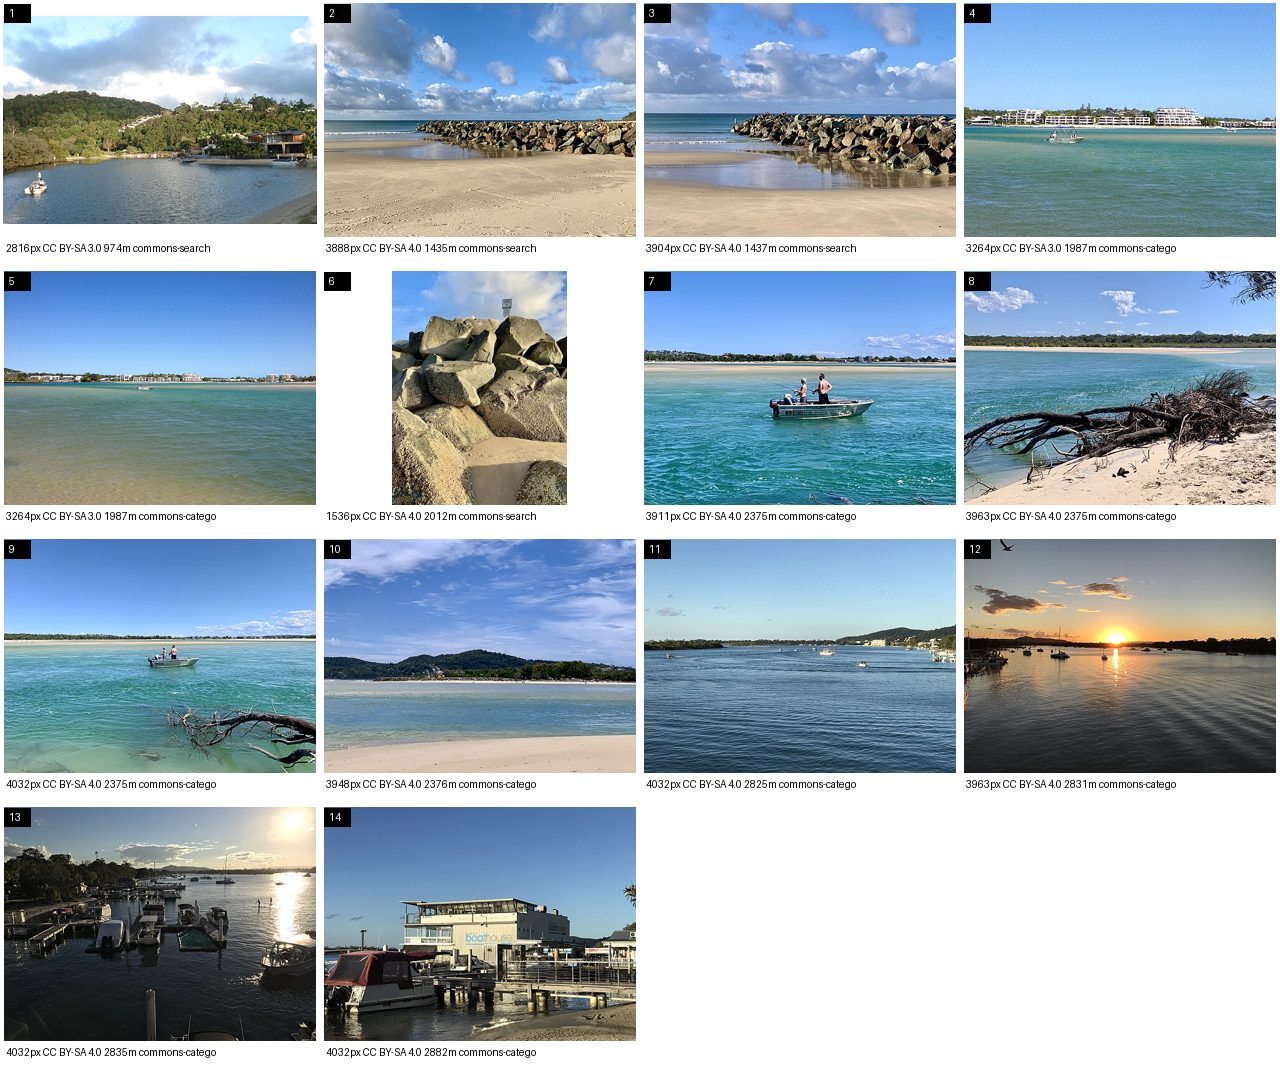 1
2
3
4
2816px CC BY-SA 3.0 974m commons-search
3888px CC BY-SA 4.0 1435m commons-search
3904px CC BY-SA 4.0 1437m commons-search
3264px CC BY-SA 3.0 1987m commons-catego
5
6
7
8
3264px CC BY-SA 3.0 1987m commons-catego
1536px CC BY-SA 4.0 2012m commons-search
3911px CC BY-SA 4.0 2375m commons-catego
3963px CC BY-SA 4.0 2375m commons-catego
9
10
11
12
4032px CC BY-SA 4.0 2375m commons-catego
3948px CC BY-SA 4.0 2376m commons-catego
4032px CC BY-SA 4.0 2825m commons-catego
3963px CC BY-SA 4.0 2831m commons-catego
13
14
boathouse
4032px CC BY-SA 4.0 2835m commons-catego
4032px CC BY-SA 4.0 2882m commons-catego